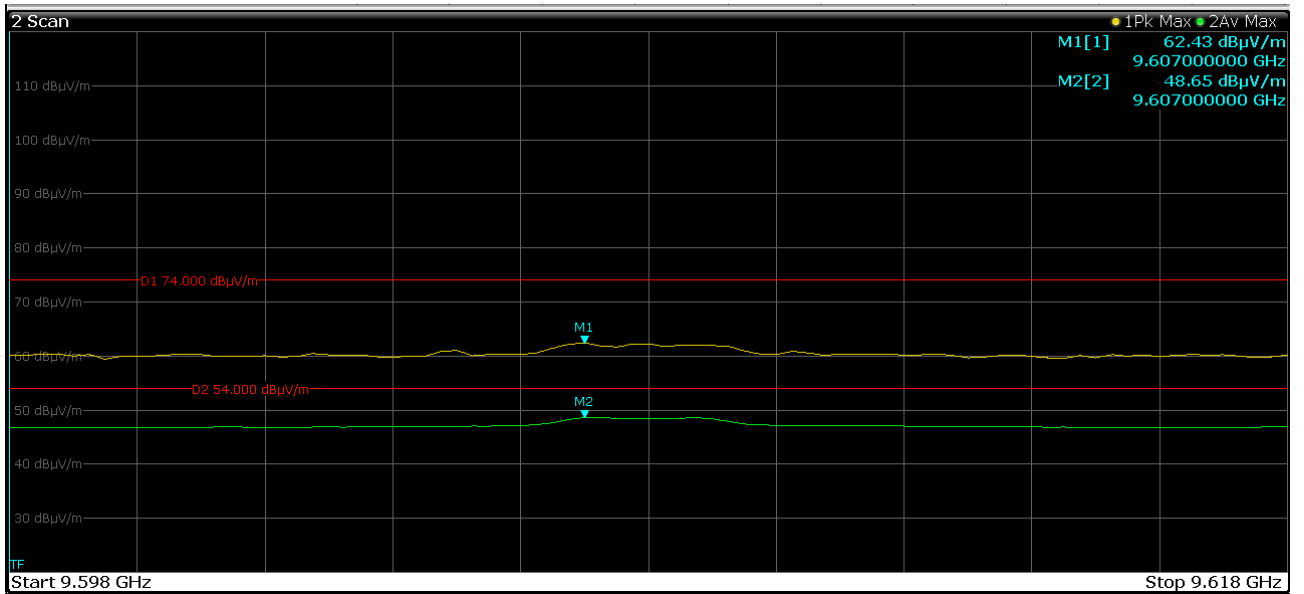 2 Scan
1Pk Max 2Av Max
M1[1] 62.43 dBµV/m
9.607000000 GHz
M2[2] 48.65 dBµV/m
9.607000000 GHz
110 dBµV/m
100 dBµV/m
90 dBµV/m
80 dBµV/m
D1 74.000 dBµV/m
70 dBµV/m
M1
60 dBµV/m
D2 54.000 dBµV/m
M2
50 dBµV/m
40 dBµV/m
30 dBµV/m
TF
Start 9.598 GHz
Stop 9.618 GHz